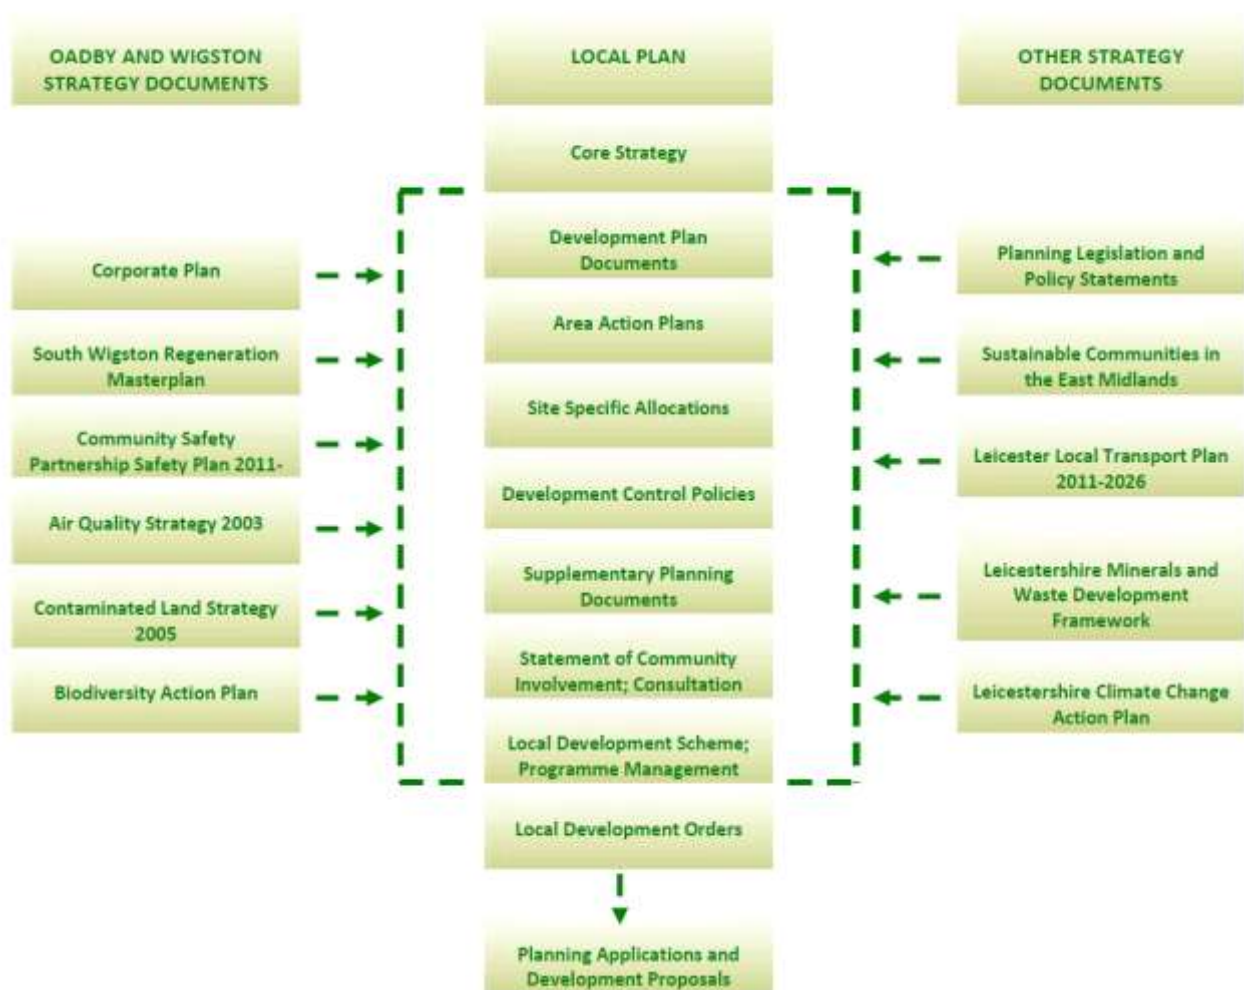 OADBY AND WIGSTON
STRATEGY DOCUMENTS
LOCAL PLAN
OTHER STRATEGY
DOCUMENTS
Corporate Plan
South Wigston Regeneration
Masterplan
Community Safety
Partnership Safety Plan 2011-
Air Quality Strategy 2003
Contaminated Land Strategy
2005
Biodiversity Action Plan
Core Strategy
Development Plan
Documents
Area Action Plans
Site Specific Allocations
Development Control Policies
Supplementary Planning
Documents
Statement of Community
Involvement; Consultation
Local Development Scheme;
Programme Management
Local Development Orders
Planning Applications and
Development Proposals
Planning Legislation and
Policy Statements
Sustainable Communities in
the East Midlands
Leicester Local Transport Plan
2011-2026
Leicestershire Minerals and
Waste Development
Framework
Leicestershire Climate Change
Action Plan